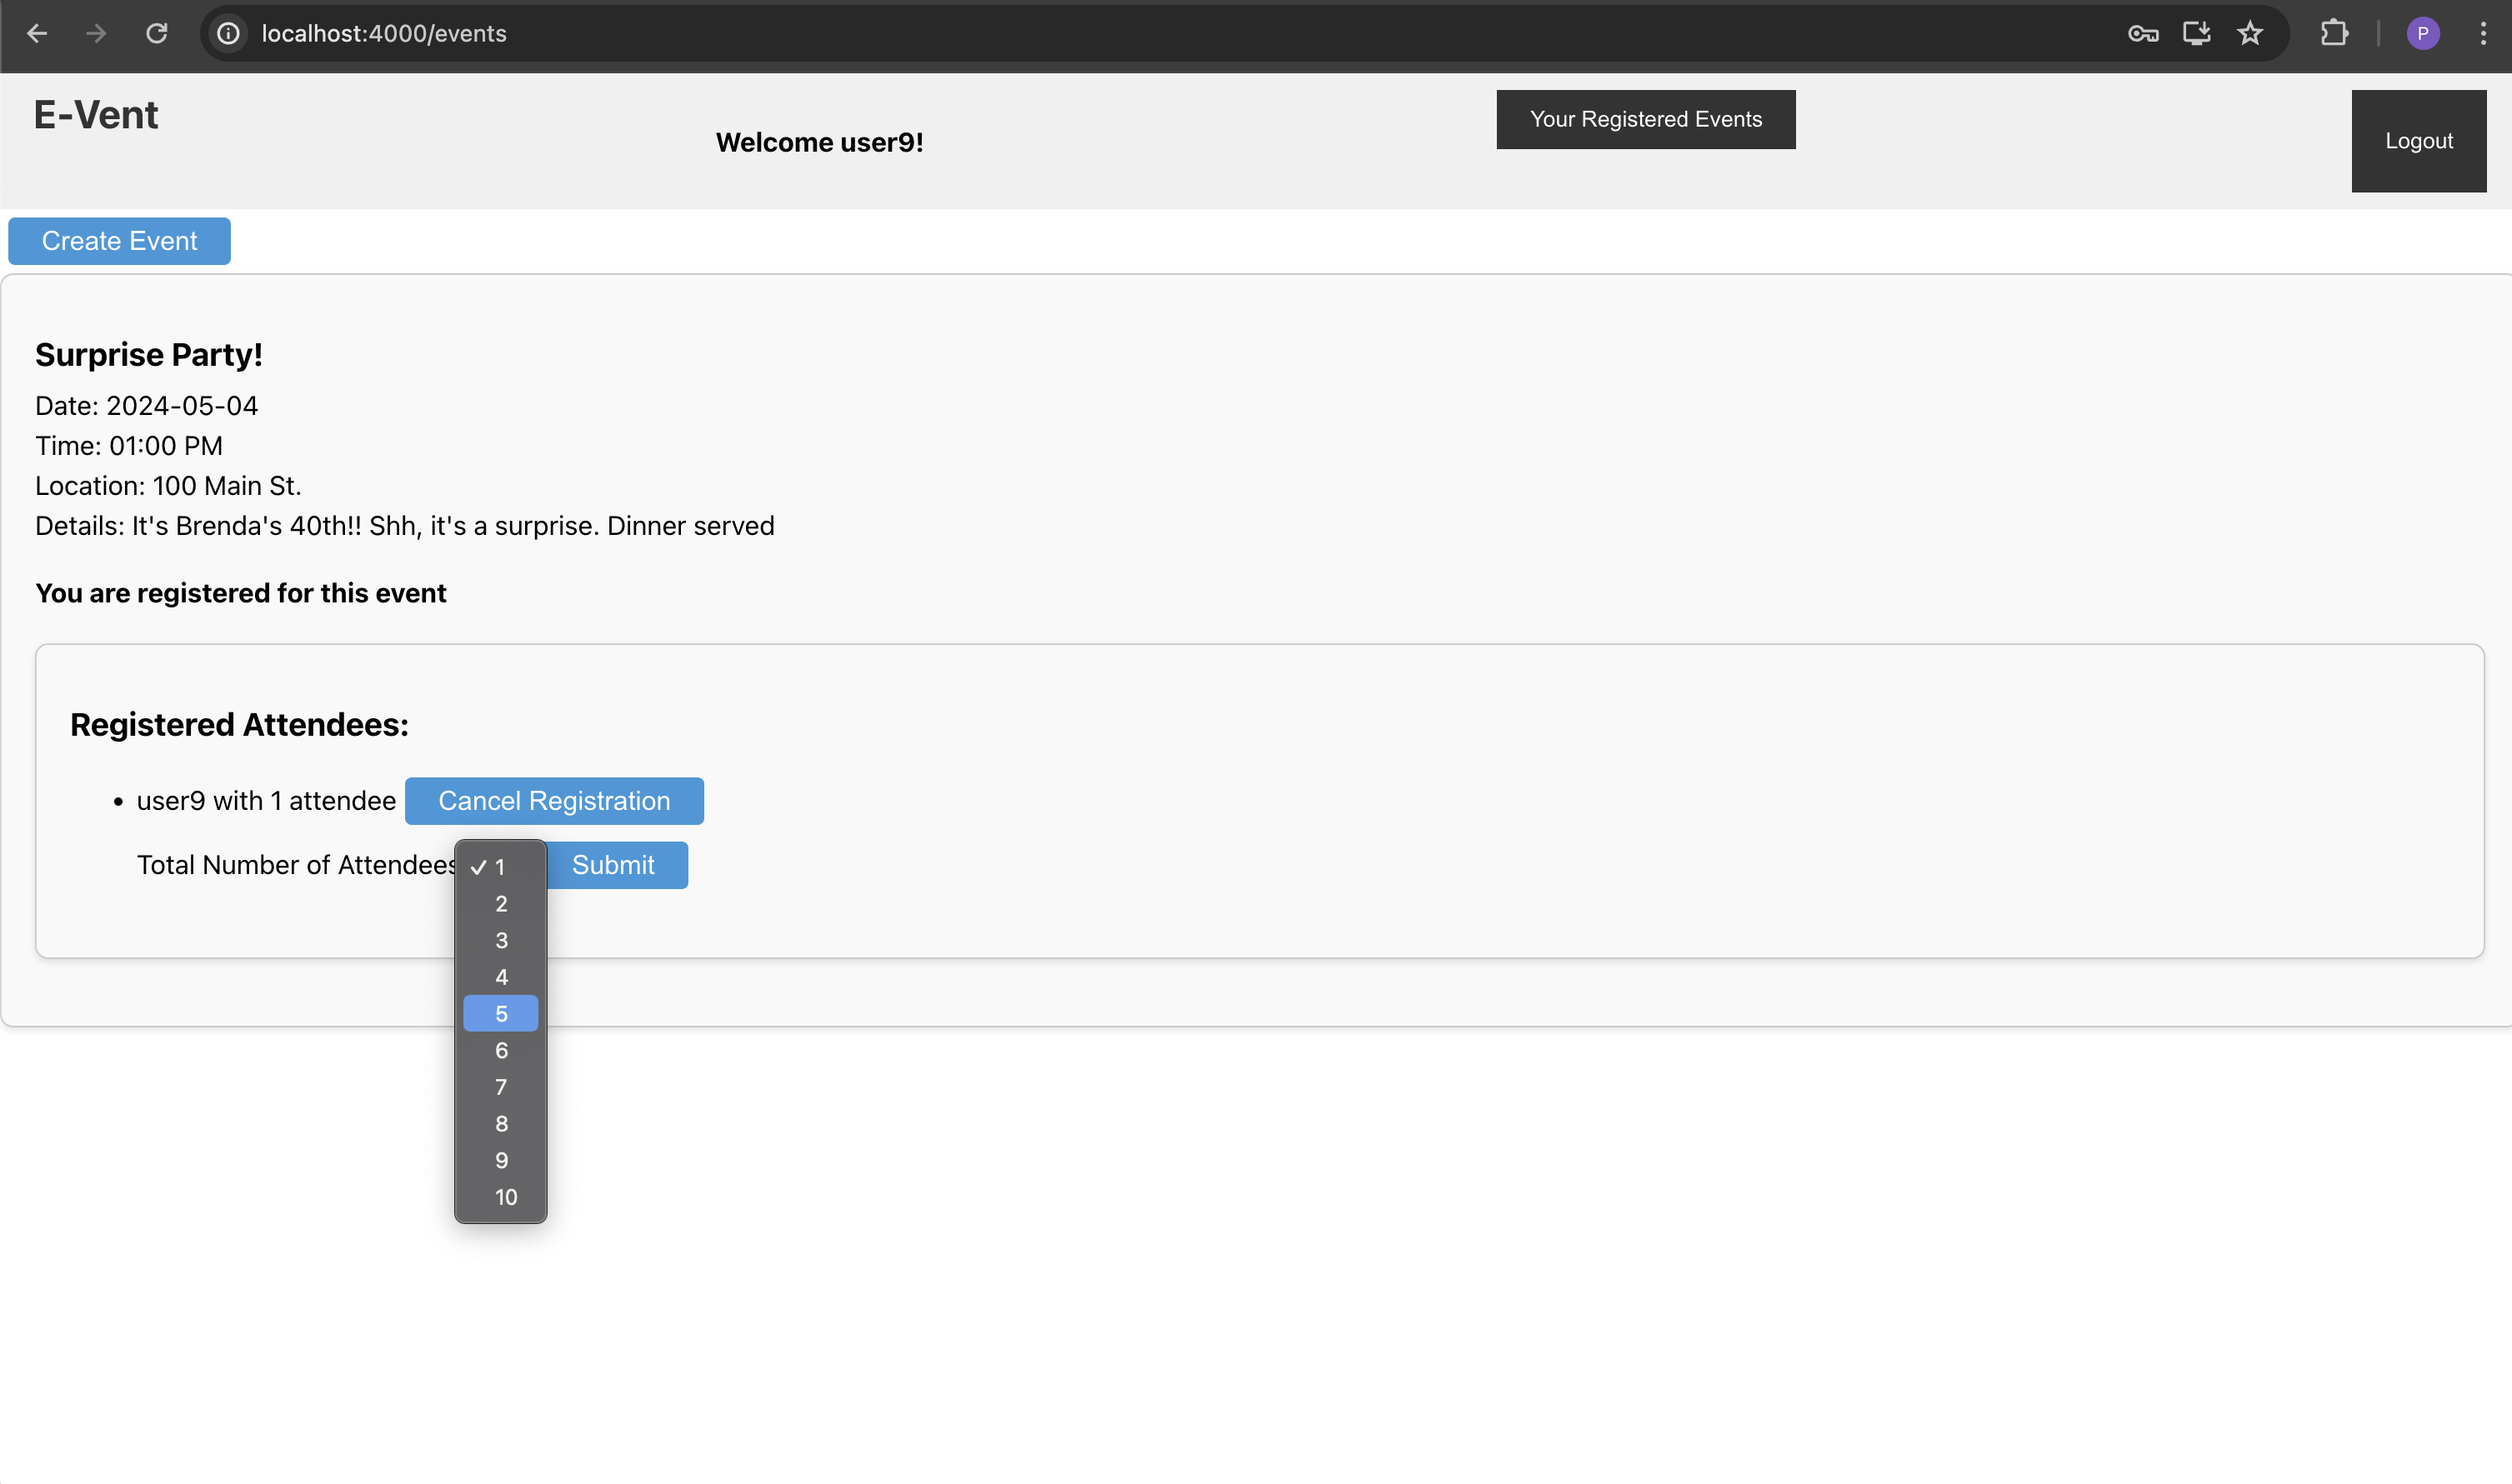 localhost:4000/events
P
E-Vent
Welcome user9!
Your Registered Events
Logout
Create Event
Surprise Party!
Date: 2024-05-04
Time: 01:00 PM
Location: 100 Main St.
Details: It's Brenda's 40th!! Shh, it's a surprise. Dinner served
You are registered for this event
Registered Attendees:
• user9 with 1 attendee Cancel Registration
Total Number of Attendees ✓ 1 Submit
2
3
4
5
6
7
8
9
10